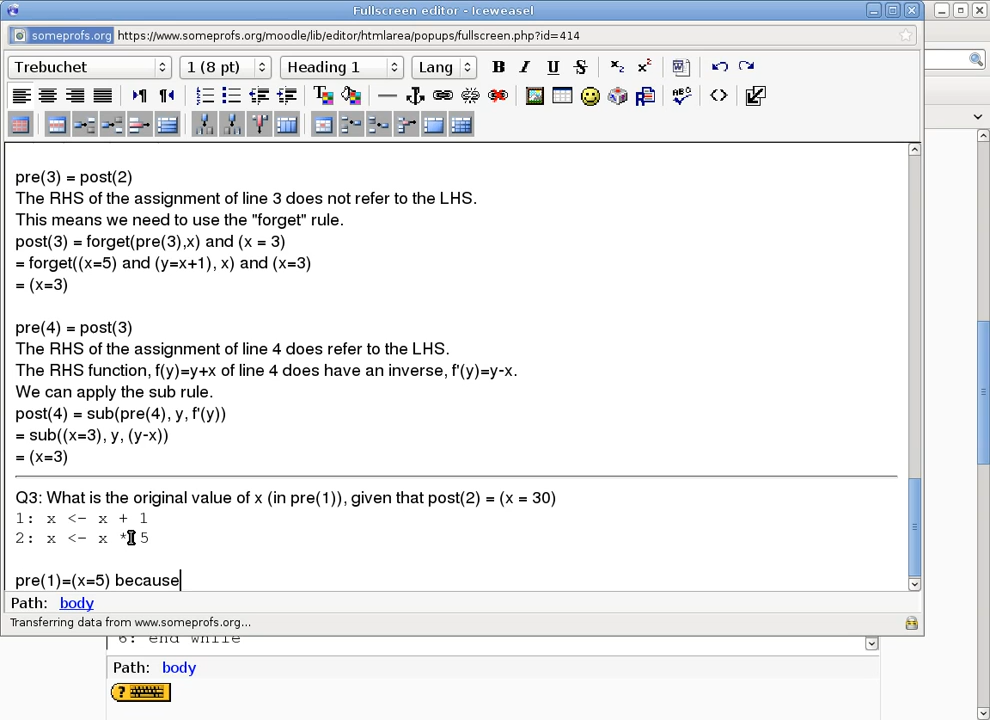 Fullscreen editor - Iceweasel
someprofs.org https://www.someprofs.org/moodle/lib/editor/htmlarea/popups/fullscreen.php?id=414
Trebuchet 1 (8 pt) Heading 1 Lang B I U S x₂ x²
pre(3) = post(2)
The RHS of the assignment of line 3 does not refer to the LHS.
This means we need to use the "forget" rule.
post(3) = forget(pre(3),x) and (x = 3)
= forget((x=5) and (y=x+1), x) and (x=3)
= (x=3)
pre(4) = post(3)
The RHS of the assignment of line 4 does refer to the LHS.
The RHS function, f(y)=y+x of line 4 does have an inverse, f'(y)=y-x.
We can apply the sub rule.
post(4) = sub(pre(4), y, f'(y))
= sub((x=3), y, (y-x))
= (x=3)
Q3: What is the original value of x (in pre(1)), given that post(2) = (x = 30)
1: x <- x + 1
2: x <- x * 5
pre(1)=(x=5) because
Path: body
Transferring data from www.someprofs.org...
6: end while
Path: body
?